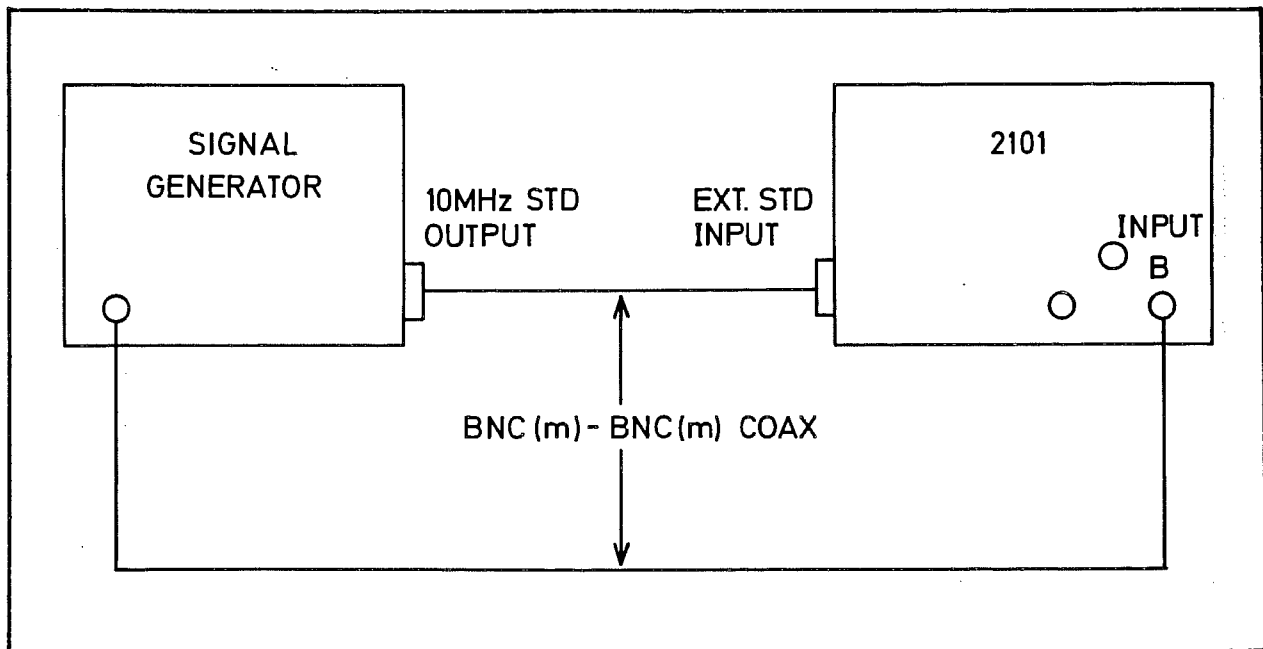 SIGNAL
GENERATOR
10MHz STD
OUTPUT
EXT. STD
INPUT
2101
INPUT
B
BNC (m) - BNC (m) COAX